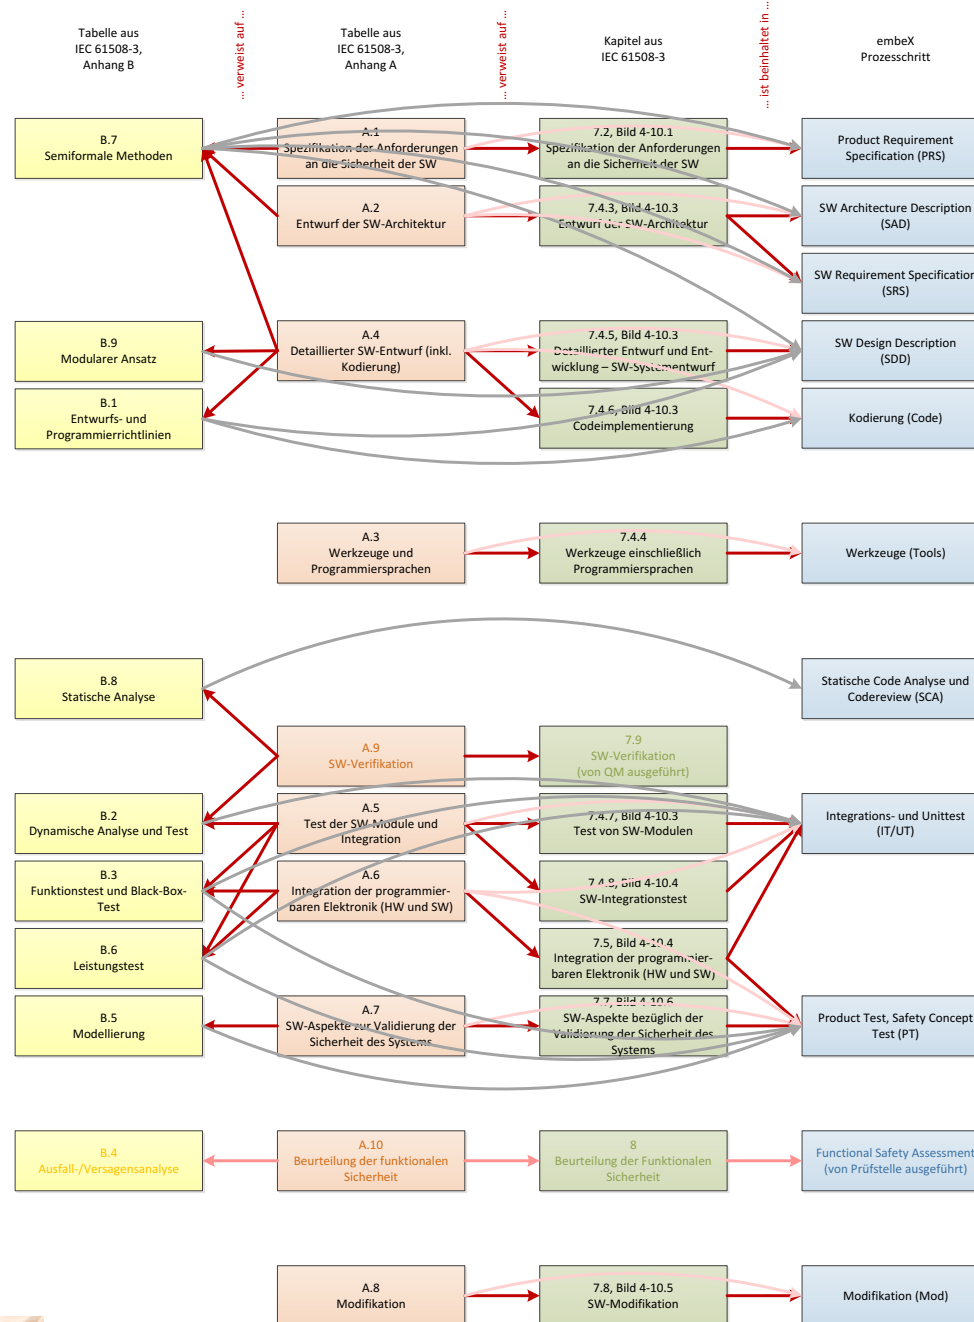 Tabelle aus
IEC 61508-3,
Anhang B
... verweist auf ...
Tabelle aus
IEC 61508-3,
Anhang A
... verweist auf ...
Kapitel aus
IEC 61508-3
... ist beinhaltet in ...
embeX
Prozesschritt
B.7
Semiformale Methoden
A.1
Spezifikation der Anforderungen
an die Sicherheit der SW
7.2, Bild 4-10.1
Spezifikation der Anforderungen
an die Sicherheit der SW
Product Requirement
Specification (PRS)
A.2
Entwurf der SW-Architektur
7.4.3, Bild 4-10.3
Entwurf der SW-Architektur
SW Architecture Description
(SAD)
SW Requirement Specification
(SRS)
B.9
Modularer Ansatz
A.4
Detaillierter SW-Entwurf (inkl.
Kodierung)
7.4.5, Bild 4-10.3
Detaillierter Entwurf und Ent-
wicklung – SW-Systementwurf
SW Design Description
(SDD)
B.1
Entwurfs- und
Programmierrichtlinien
7.4.6, Bild 4-10.3
Codeimplementierung
Kodierung (Code)
A.3
Werkzeuge und
Programmiersprachen
7.4.4
Werkzeuge einschließlich
Programmiersprachen
Werkzeuge (Tools)
B.8
Statische Analyse
Statische Code Analyse und
Codereview (SCA)
A.9
SW-Verifikation
7.9
SW-Verifikation
(von QM ausgeführt)
B.2
Dynamische Analyse und Test
A.5
Test der SW-Module und
Integration
7.4.7, Bild 4-10.3
Test von SW-Modulen
Integrations- und Unittest
(IT/UT)
B.3
Funktionstest und Black-Box-
Test
A.6
Integration der programmier-
baren Elektronik (HW und SW)
7.4.8, Bild 4-10.4
SW-Integrationstest
B.6
Leistungstest
7.5, Bild 4-10.4
Integration der programmier-
baren Elektronik (HW und SW)
B.5
Modellierung
A.7
SW-Aspekte zur Validierung der
Sicherheit des Systems
7.7, Bild 4-10.6
SW-Aspekte bezüglich der
Validierung der Sicherheit des
Systems
Product Test, Safety Concept
Test (PT)
B.4
Ausfall-/Versagensanalyse
A.10
Beurteilung der funktionalen
Sicherheit
8
Beurteilung der Funktionalen
Sicherheit
Functional Safety Assessment
(von Prüfstelle ausgeführt)
A.8
Modifikation
7.8, Bild 4-10.5
SW-Modifikation
Modifikation (Mod)